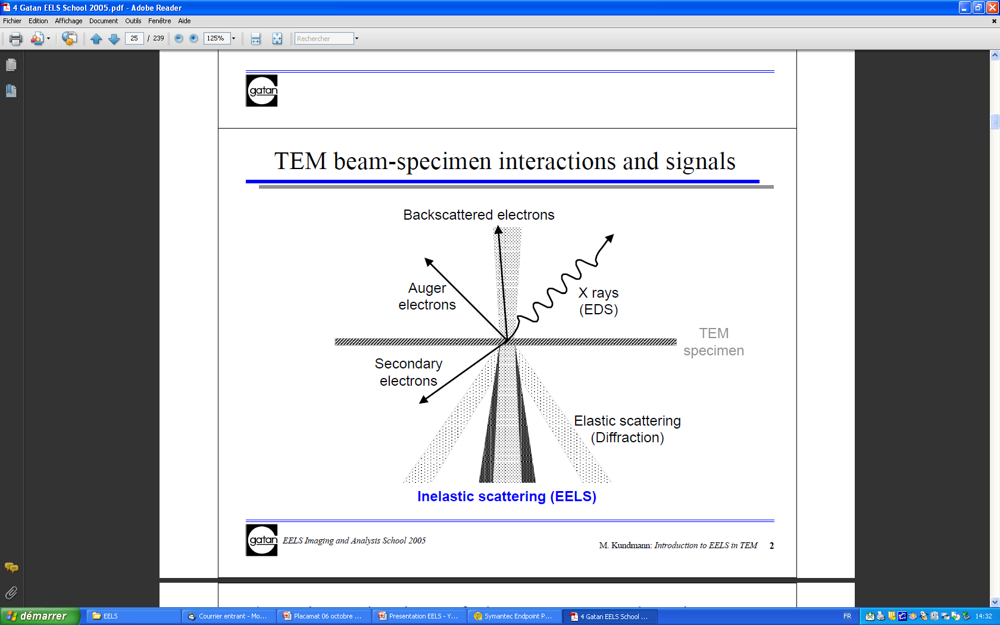 4 Gatan EELS School 2005.pdf - Adobe Reader
Fichier Edition Affichage Document Outils Fenêtre Aide
25 / 239 125% Rechercher
gatan
TEM beam-specimen interactions and signals
Backscattered electrons
Auger
electrons
X rays
(EDS)
TEM
specimen
Secondary
electrons
Elastic scattering
(Diffraction)
Inelastic scattering (EELS)
gatan
EELS Imaging and Analysis School 2005
M. Kundmann: Introduction to EELS in TEM 2
démarrer EELS Courrier entrant - Mo... Placamat 06 octobre ... Presentation EELS - Y... Symantec Endpoint P... 4 Gatan EELS School ... FR 14:32